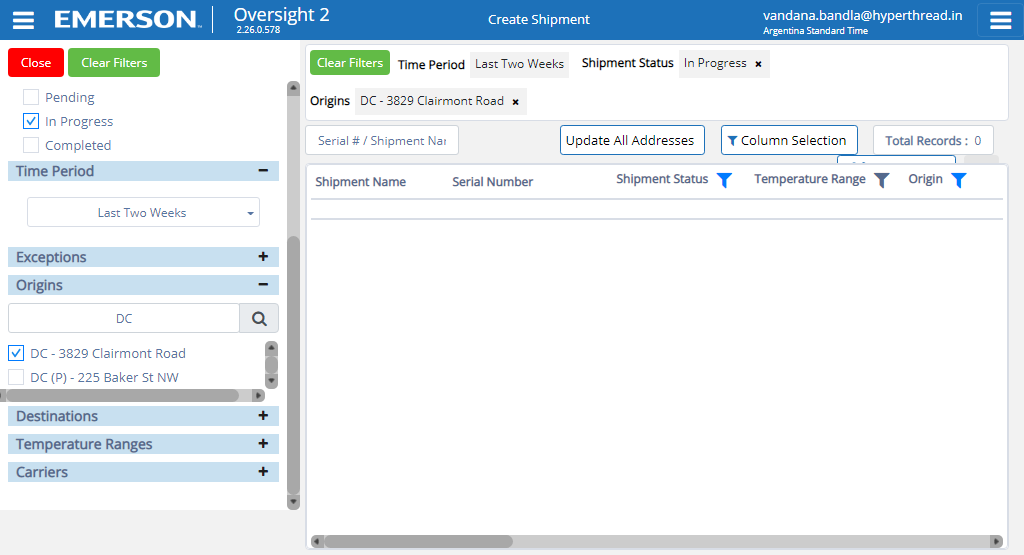 EMERSON
Oversight 2
2.26.0.578
Create Shipment
vandana.bandla@hyperthread.in
Argentina Standard Time
Close
Clear Filters
Pending
In Progress
Completed
Time Period
Last Two Weeks
Exceptions
Origins
DC
DC - 3829 Clairmont Road
DC (P) - 225 Baker St NW
Destinations
Temperature Ranges
Carriers
Clear Filters Time Period Last Two Weeks Shipment Status In Progress ×
Origins DC - 3829 Clairmont Road ×
Serial # / Shipment Nar Update All Addresses Column Selection Total Records : 0
Shipment Name Serial Number Shipment Status Temperature Range Origin